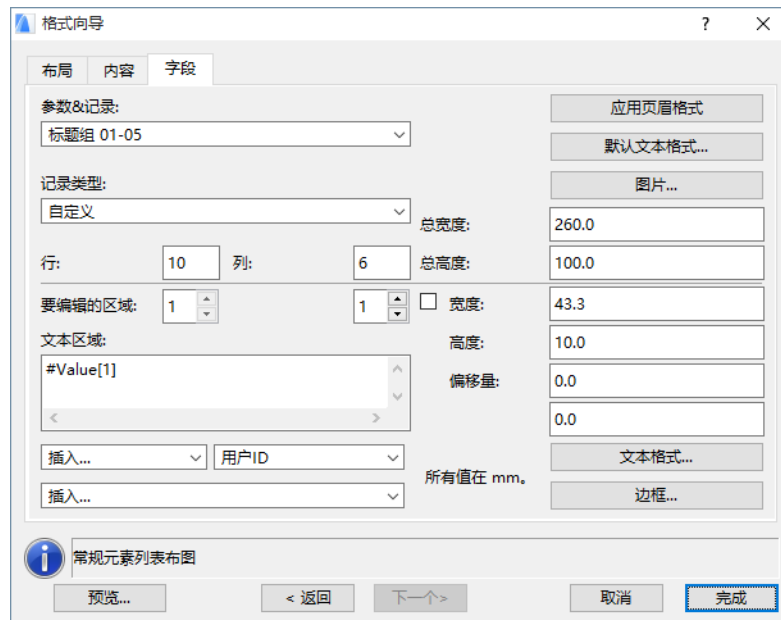 格式向导
?
布局 内容 字段
参数&记录:
标题组 01-05
应用页眉格式
默认文本格式...
记录类型:
图片...
自定义
总宽度: 260.0
行: 10 列: 6 总高度: 100.0
要编辑的区域: 1 1 宽度: 43.3
文本区域: 高度: 10.0
#Value[1]
偏移量: 0.0
0.0
插入... 用户ID
文本格式...
所有值在 mm。
插入...
边框...
常规元素列表布图
预览... < 返回 下一个> 取消 完成